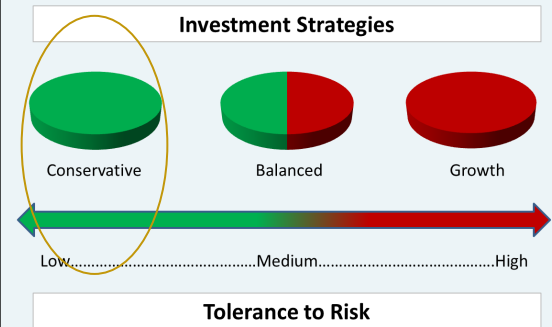 Investment Strategies
Conservative Balanced Growth
Low....................................................Medium.................................................High
Tolerance to Risk